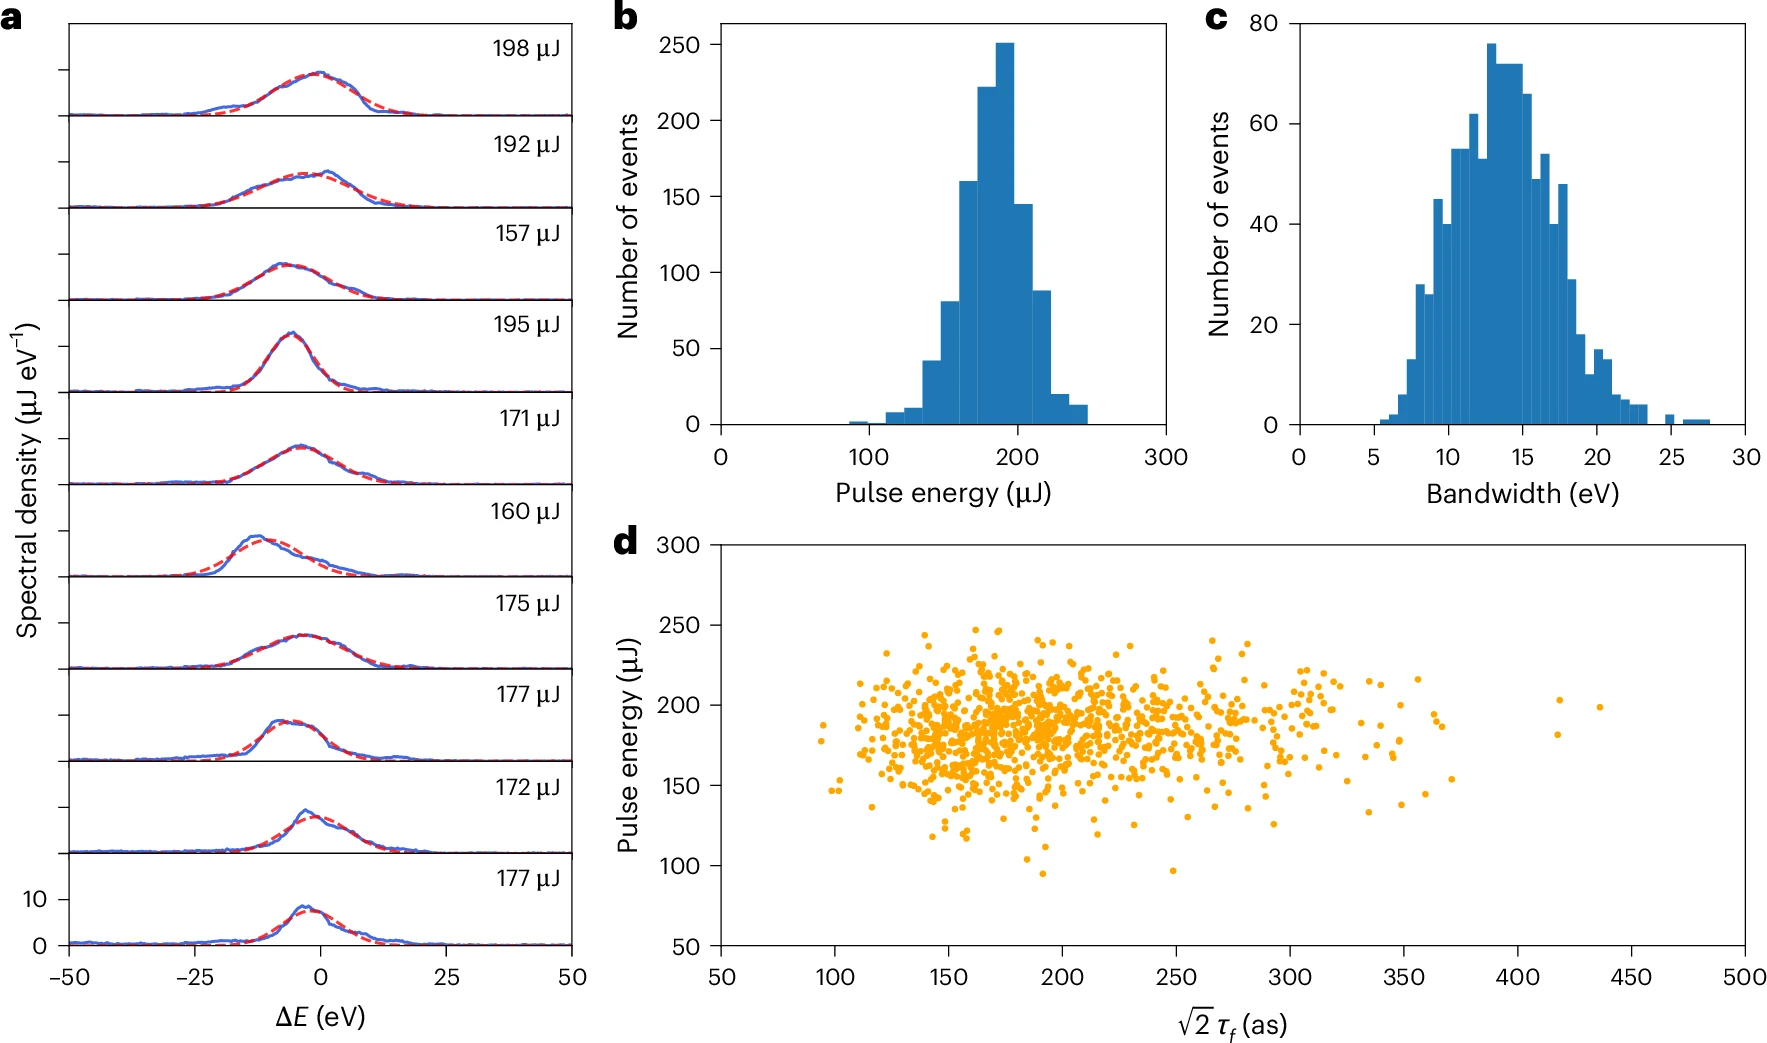 a
198 µJ
192 µJ
157 µJ
195 µJ
171 µJ
160 µJ
175 µJ
177 µJ
172 µJ
177 µJ
10
0
−50 −25 0 25 50
ΔE (eV)
Spectral density (µJ eV⁻¹)
b
250
200
150
100
50
0
0 100 200 300
Pulse energy (µJ)
Number of events
c
80
60
40
20
0
0 5 10 15 20 25 30
Bandwidth (eV)
Number of events
d
300
250
200
150
100
50
50 100 150 200 250 300 350 400 450 500
√2 τf (as)
Pulse energy (µJ)